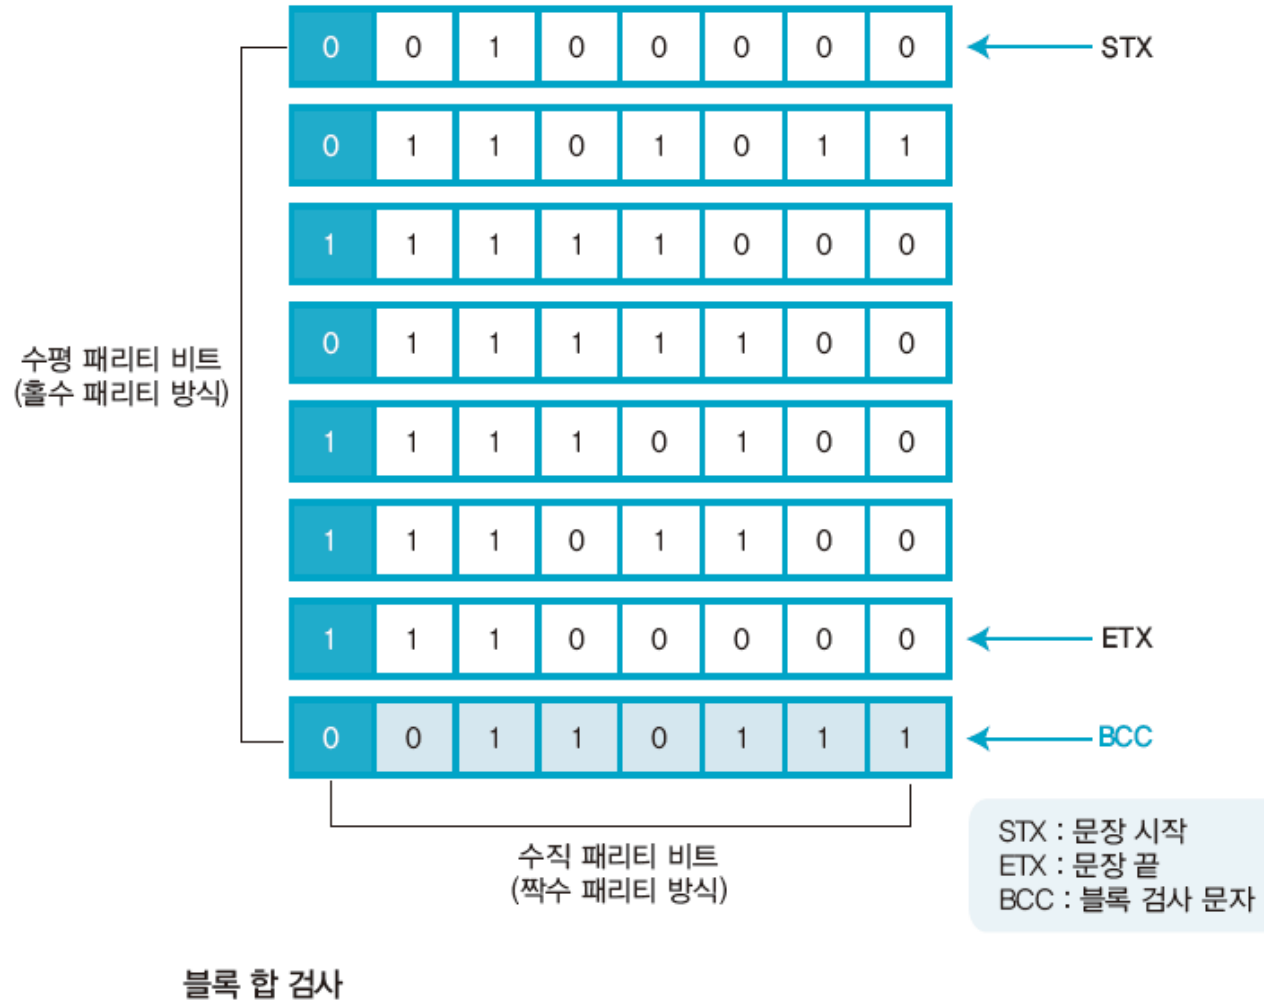 0 0 1 0 0 0 0 0 STX
0 1 1 0 1 0 1 1
1 1 1 1 1 0 0 0
0 1 1 1 1 1 0 0
수평 패리티 비트
(홀수 패리티 방식)
1 1 1 1 0 1 0 0
1 1 1 0 1 1 0 0
1 1 1 0 0 0 0 0 ETX
0 0 1 1 0 1 1 1 BCC
수직 패리티 비트
(짝수 패리티 방식)
STX : 문장 시작
ETX : 문장 끝
BCC : 블록 검사 문자
블록 합 검사